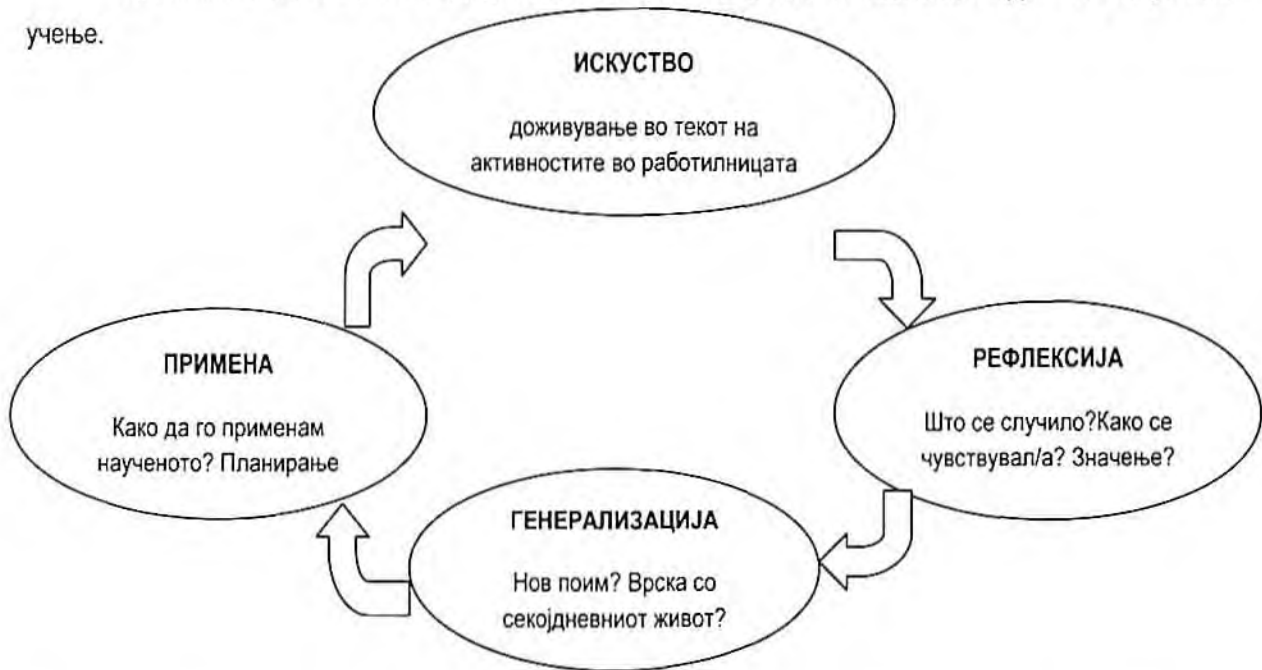 учење.
ИСКУСТВО
доживување во текот на
активностите во работилницата
ПРИМЕНА
Како да го применам
наученото? Планирање
РЕФЛЕКСИЈА
Што се случило?Како се
чувствувал/а? Значење?
ГЕНЕРАЛИЗАЦИЈА
Нов поим? Врска со
секојдневниот живот?